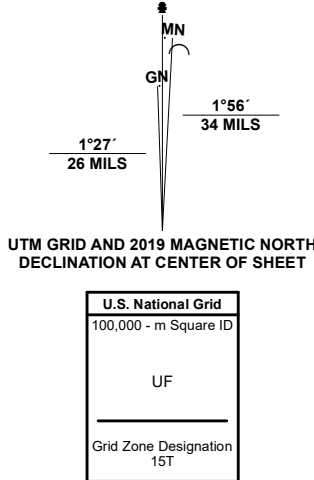 MN
GN
1°56´
34 MILS
1°27´
26 MILS
UTM GRID AND 2019 MAGNETIC NORTH
DECLINATION AT CENTER OF SHEET
U.S. National Grid
100,000 - m Square ID
UF
Grid Zone Designation
15T